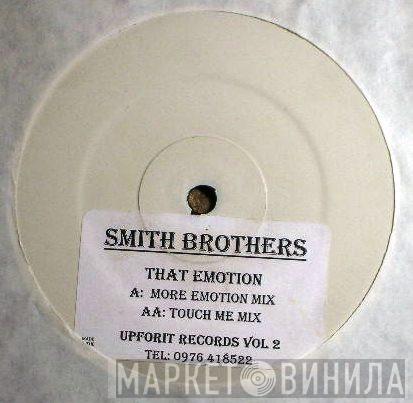 SMITH BROTHERS
THAT EMOTION
A: MORE EMOTION MIX
AA: TOUCH ME MIX
UPFORIT RECORDS VOL 2
TEL: 0976 418522
МАРКЕТ ВИНИЛА